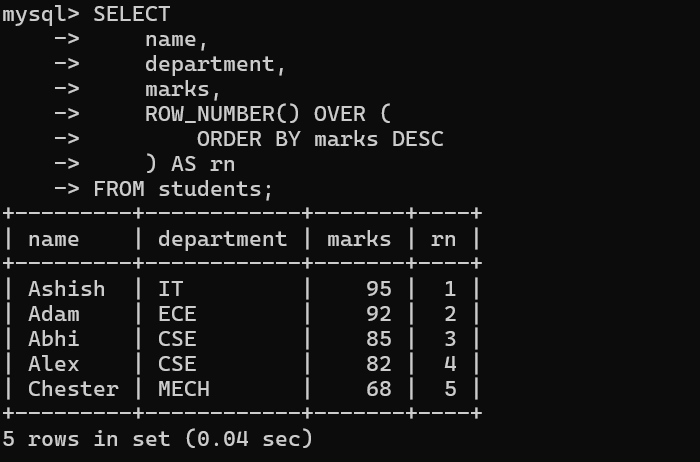 mysql> SELECT
    ->     name,
    ->     department,
    ->     marks,
    ->     ROW_NUMBER() OVER (
    ->         ORDER BY marks DESC
    ->     ) AS rn
    -> FROM students;
+---------+------------+-------+----+
| name    | department | marks | rn |
+---------+------------+-------+----+
| Ashish  | IT         |    95 |  1 |
| Adam    | ECE        |    92 |  2 |
| Abhi    | CSE        |    85 |  3 |
| Alex    | CSE        |    82 |  4 |
| Chester | MECH       |    68 |  5 |
+---------+------------+-------+----+
5 rows in set (0.04 sec)